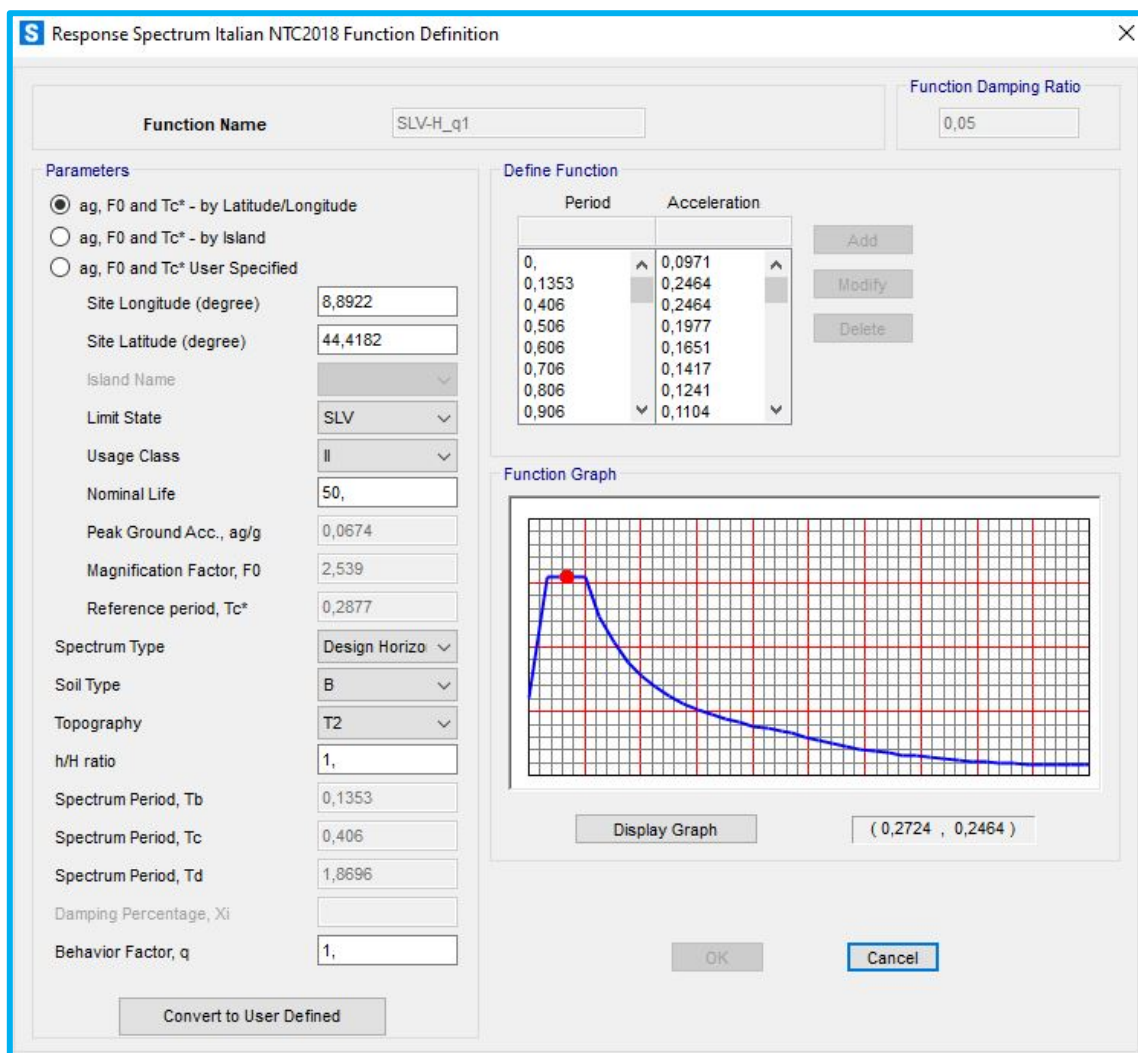 S Response Spectrum Italian NTC2018 Function Definition
Function Damping Ratio
Function Name SLV-H_q1 0,05
Parameters
ag, F0 and Tc* - by Latitude/Longitude
ag, F0 and Tc* - by Island
ag, F0 and Tc* User Specified
Site Longitude (degree) 8,8922
Site Latitude (degree) 44,4182
Island Name
Limit State SLV
Usage Class II
Nominal Life 50,
Peak Ground Acc., ag/g 0,0674
Magnification Factor, F0 2,539
Reference period, Tc* 0,2877
Spectrum Type Design Horizo
Soil Type B
Topography T2
h/H ratio 1,
Spectrum Period, Tb 0,1353
Spectrum Period, Tc 0,406
Spectrum Period, Td 1,8696
Damping Percentage, Xi
Behavior Factor, q 1,
Convert to User Defined
Define Function
Period Acceleration
0, 0,0971
0,1353 0,2464
0,406 0,2464
0,506 0,1977
0,606 0,1651
0,706 0,1417
0,806 0,1241
0,906 0,1104
Add
Modify
Delete
Function Graph
Display Graph (0,2724 , 0,2464 )
OK Cancel